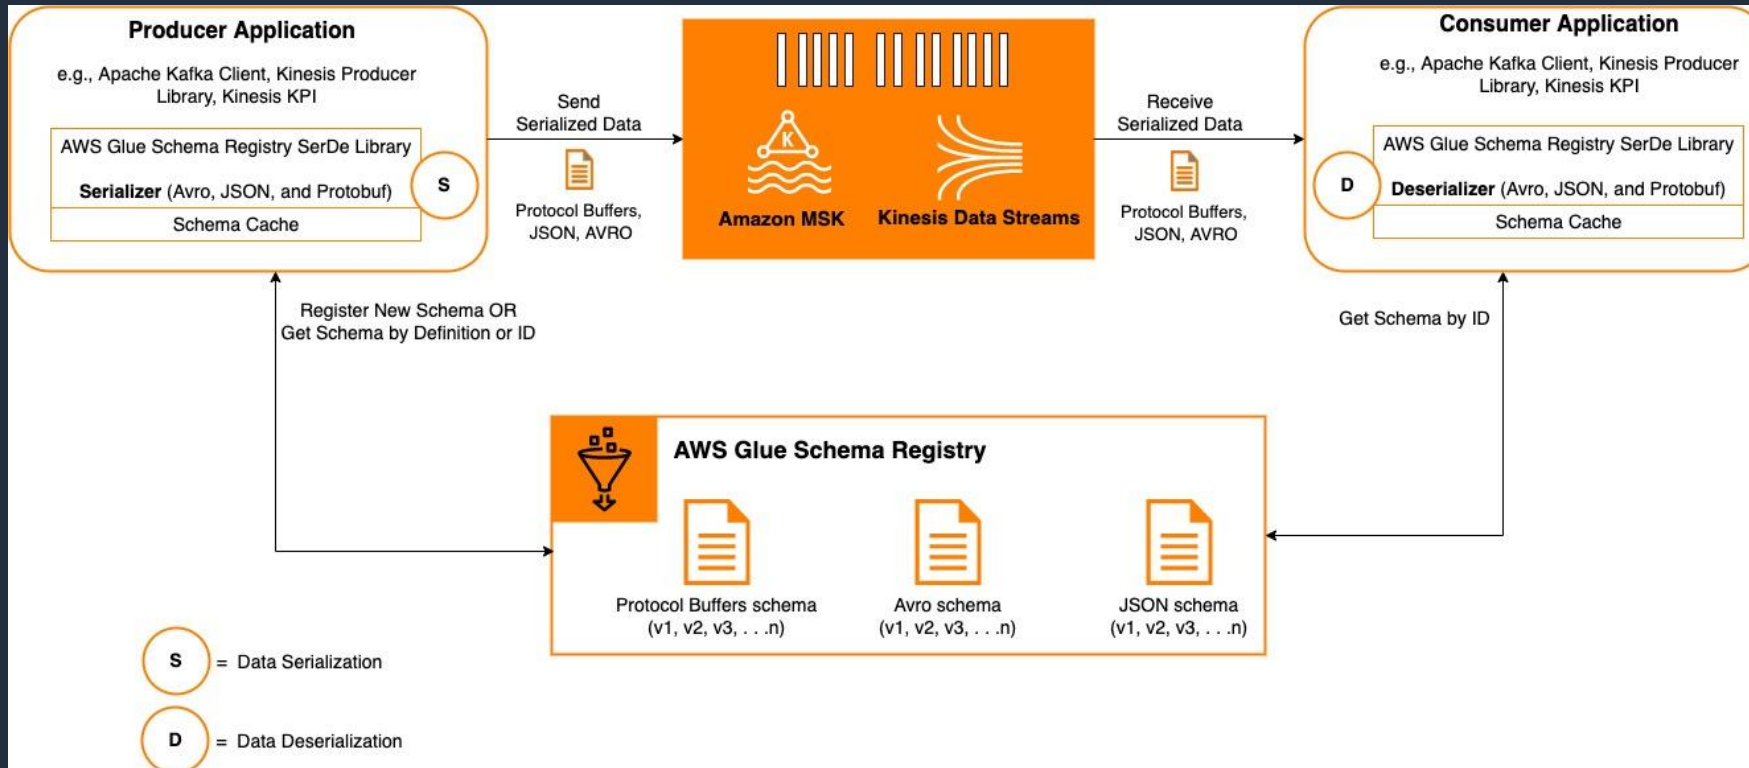 Producer Application
e.g., Apache Kafka Client, Kinesis Producer
Library, Kinesis KPI
AWS Glue Schema Registry SerDe Library
Serializer (Avro, JSON, and Protobuf)
S
Schema Cache
Send
Serialized Data
Protocol Buffers,
JSON, AVRO
K
Amazon MSK
Kinesis Data Streams
Receive
Serialized Data
Protocol Buffers,
JSON, AVRO
Consumer Application
e.g., Apache Kafka Client, Kinesis Producer
Library, Kinesis KPI
AWS Glue Schema Registry SerDe Library
D
Deserializer (Avro, JSON, and Protobuf)
Schema Cache
Register New Schema OR
Get Schema by Definition or ID
Get Schema by ID
AWS Glue Schema Registry
Protocol Buffers schema
(v1, v2, v3, . . .n)
Avro schema
(v1, v2, v3, . . .n)
JSON schema
(v1, v2, v3, . . .n)
S = Data Serialization
D = Data Deserialization